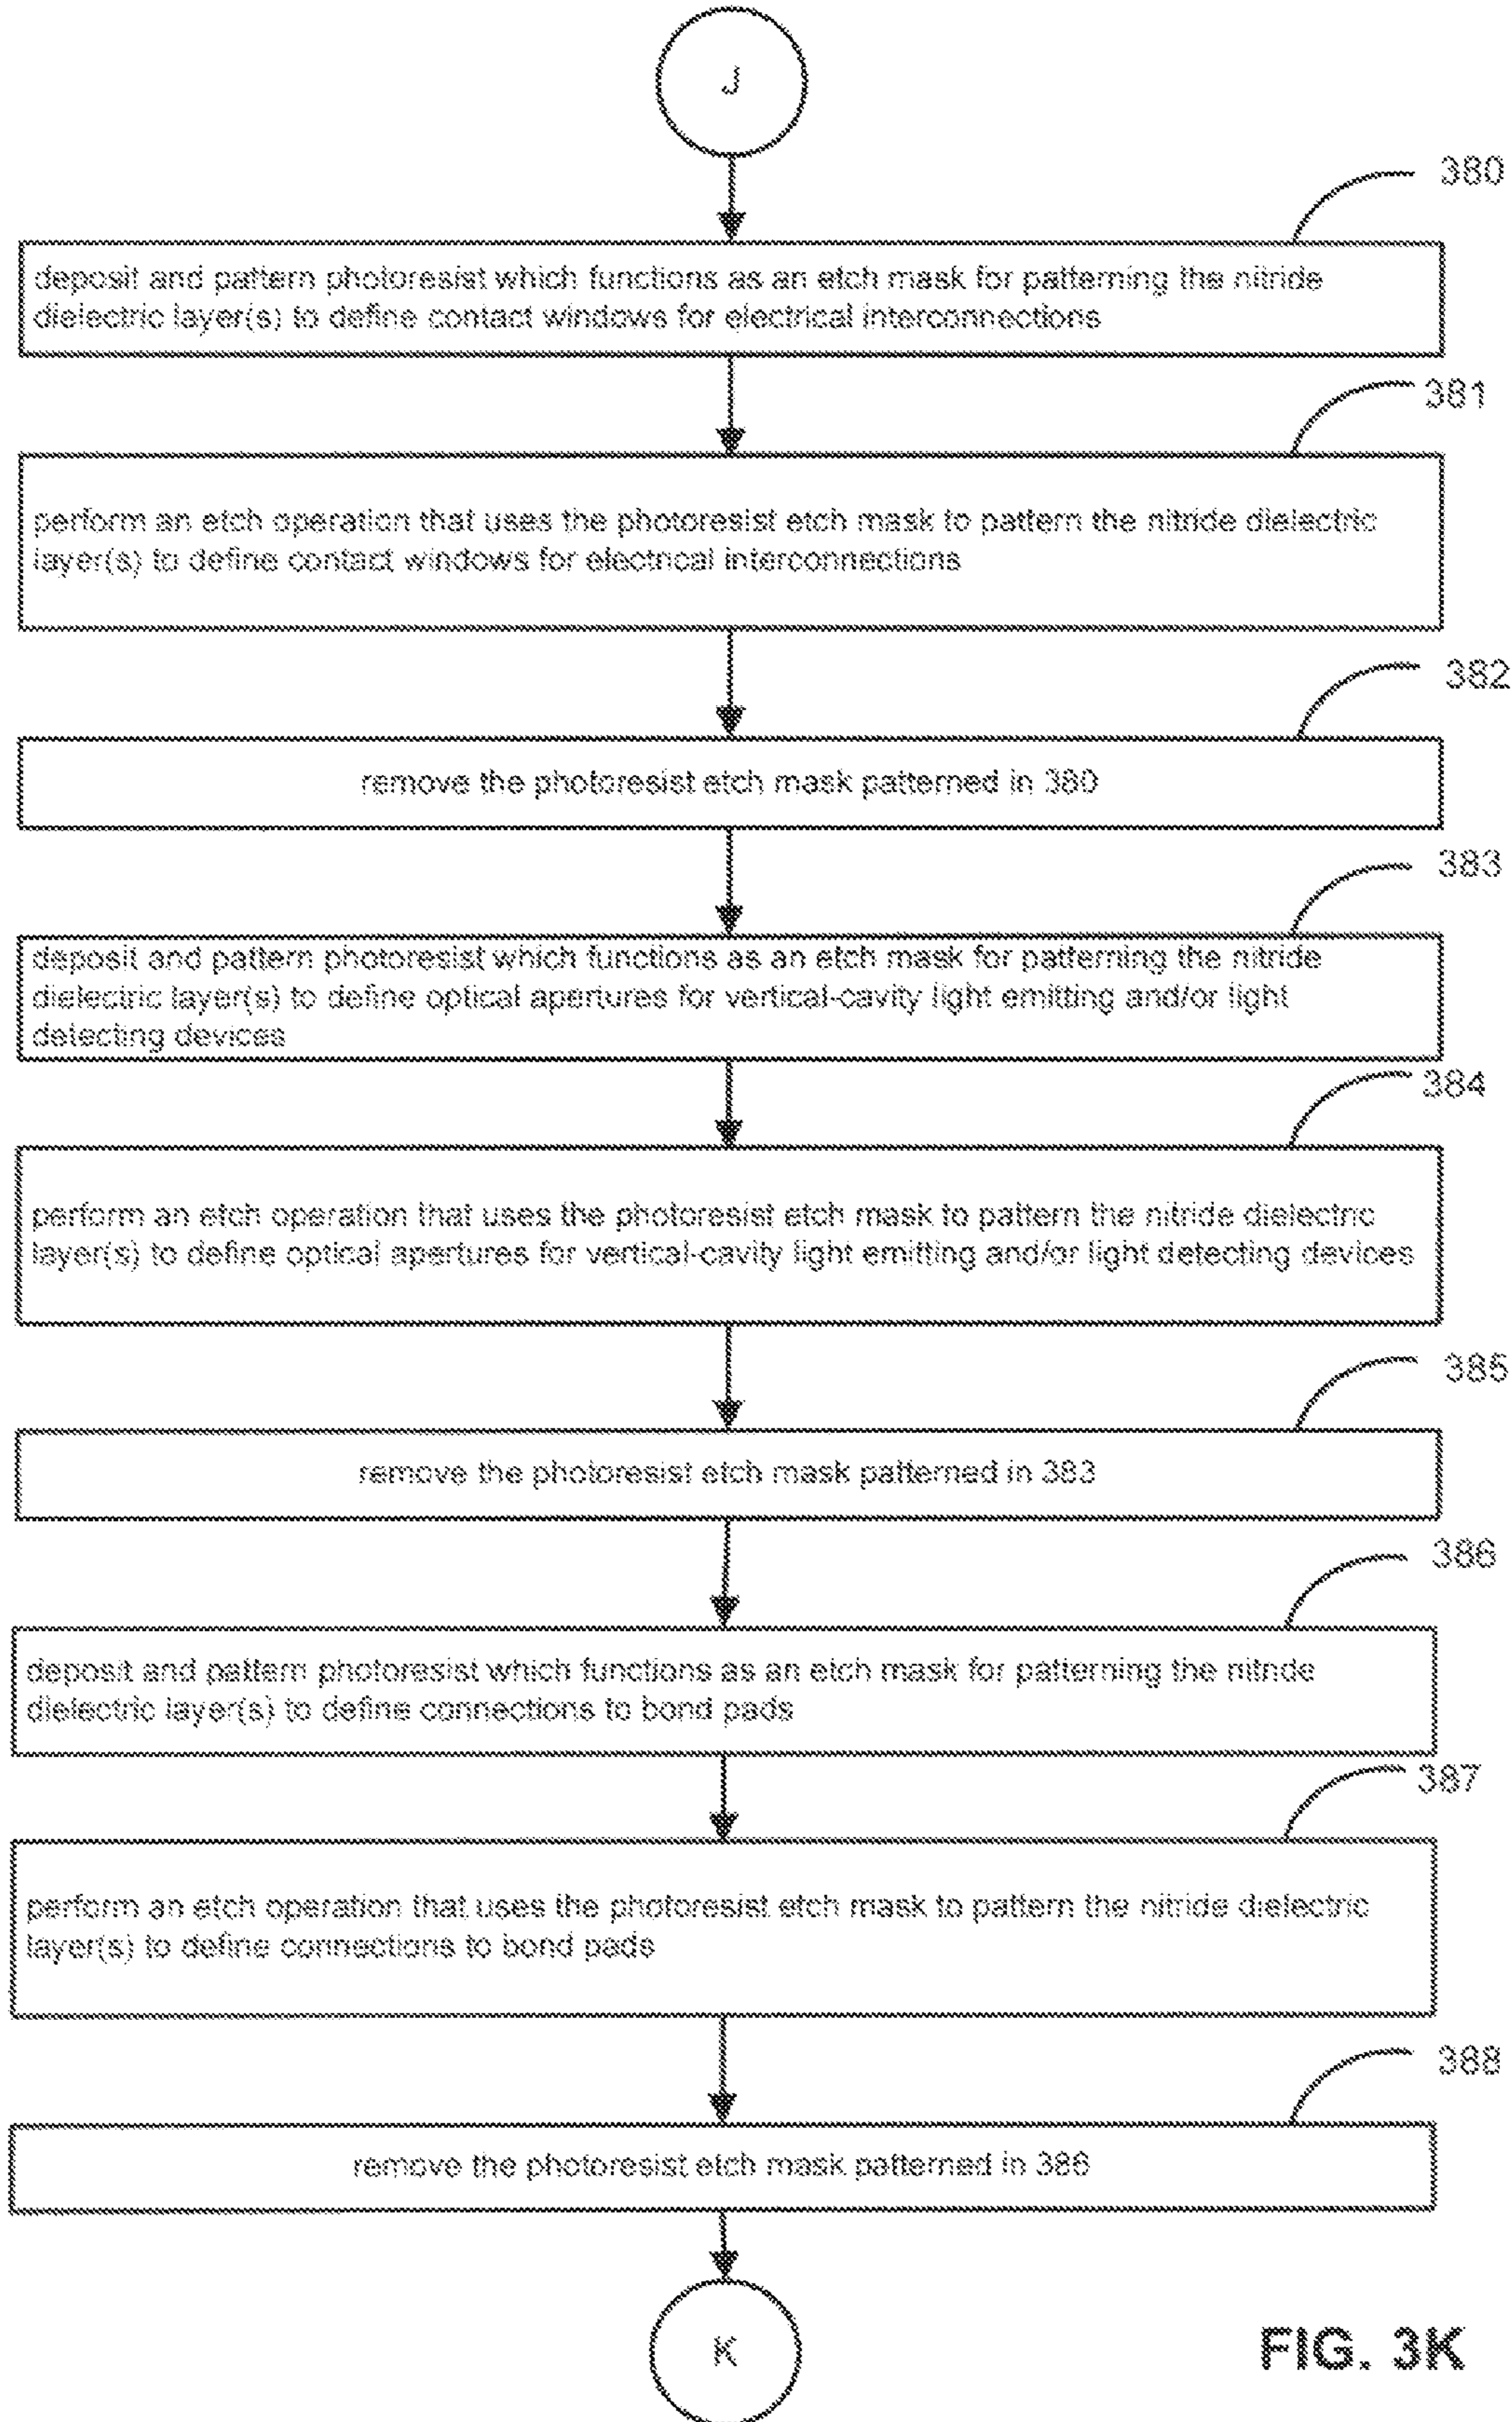 J
380
deposit and pattern photoresist which functions as an etch mask for patterning the nitride
dielectric layer(s) to define contact windows for electrical interconnections
381
perform an etch operation that uses the photoresist etch mask to pattern the nitride dielectric
layer(s) to define contact windows for electrical interconnections
382
remove the photoresist etch mask patterned in 380
383
deposit and pattern photoresist which functions as an etch mask for patterning the nitride
dielectric layer(s) to define optical apertures for vertical-cavity light emitting and/or light
detecting devices
384
perform an etch operation that uses the photoresist etch mask to pattern the nitride dielectric
layer(s) to define optical apertures for vertical-cavity light emitting and/or light detecting devices
385
remove the photoresist etch mask patterned in 383
386
deposit and pattern photoresist which functions as an etch mask for patterning the nitride
dielectric layer(s) to define connections to bond pads
387
perform an etch operation that uses the photoresist etch mask to pattern the nitride dielectric
layer(s) to define connections to bond pads
388
remove the photoresist etch mask patterned in 386
K
FIG. 3K